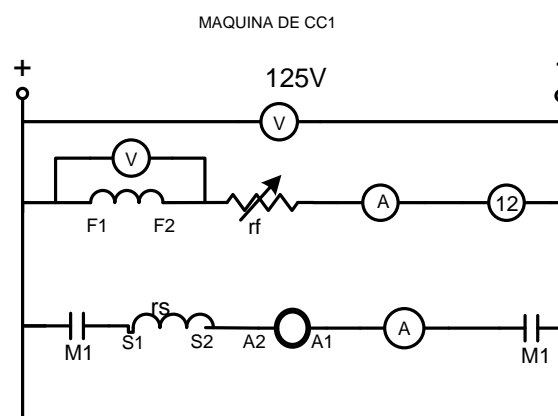 MAQUINA DE CC1
+ -
125V
V
V
F1 F2 rf A 12
rs
M1 S1 S2 A2 A1 A M1